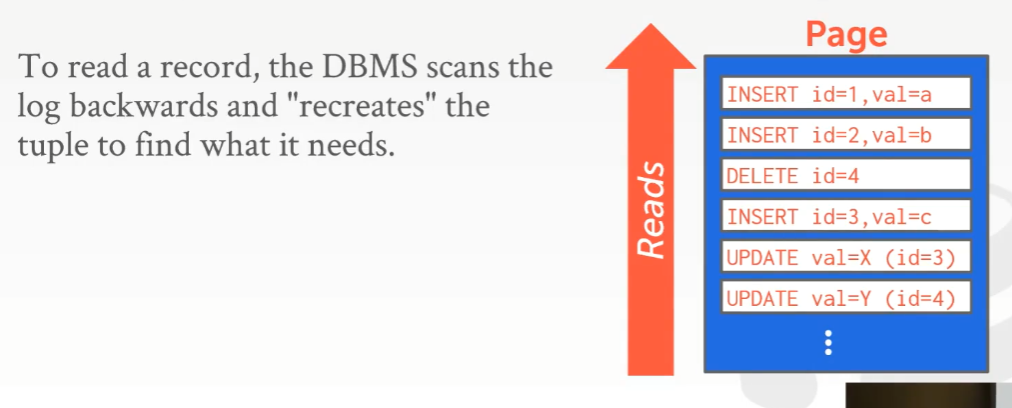 To read a record, the DBMS scans the
log backwards and "recreates" the
tuple to find what it needs.
Reads
Page
INSERT id=1,val=a
INSERT id=2,val=b
DELETE id=4
INSERT id=3,val=c
UPDATE val=X (id=3)
UPDATE val=Y (id=4)